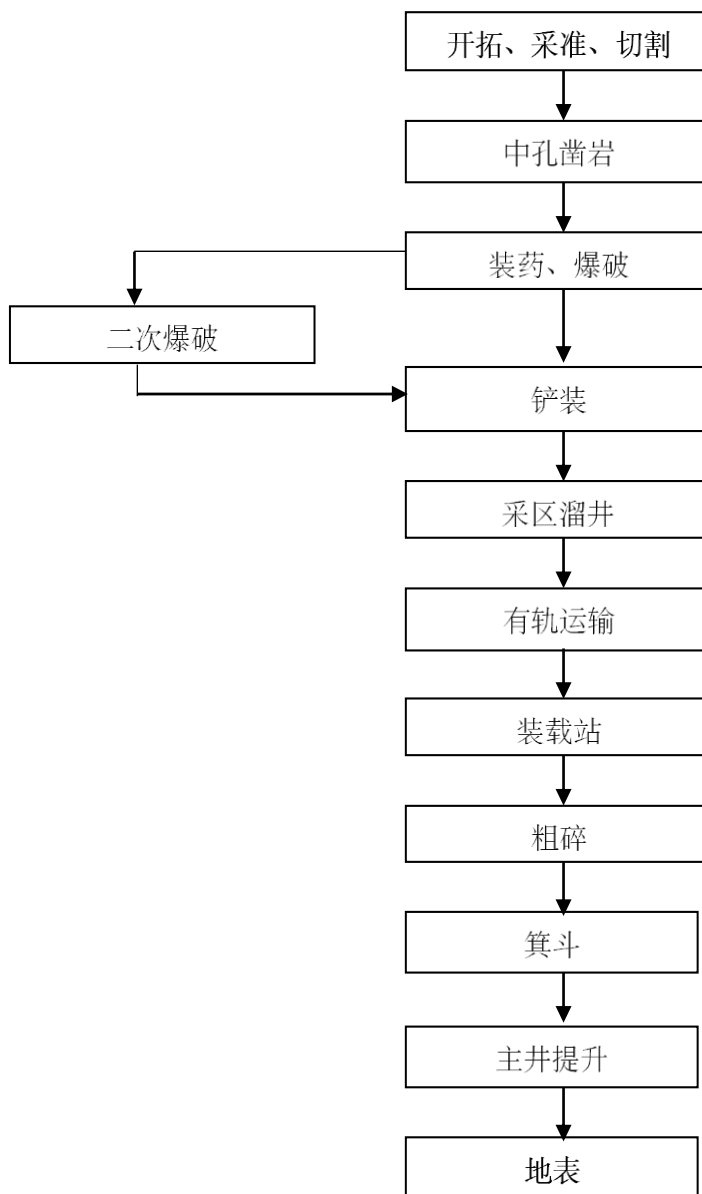 开拓、采准、切割
中孔凿岩
装药、爆破
二次爆破
铲装
采区溜井
有轨运输
装载站
粗碎
箕斗
主井提升
地表